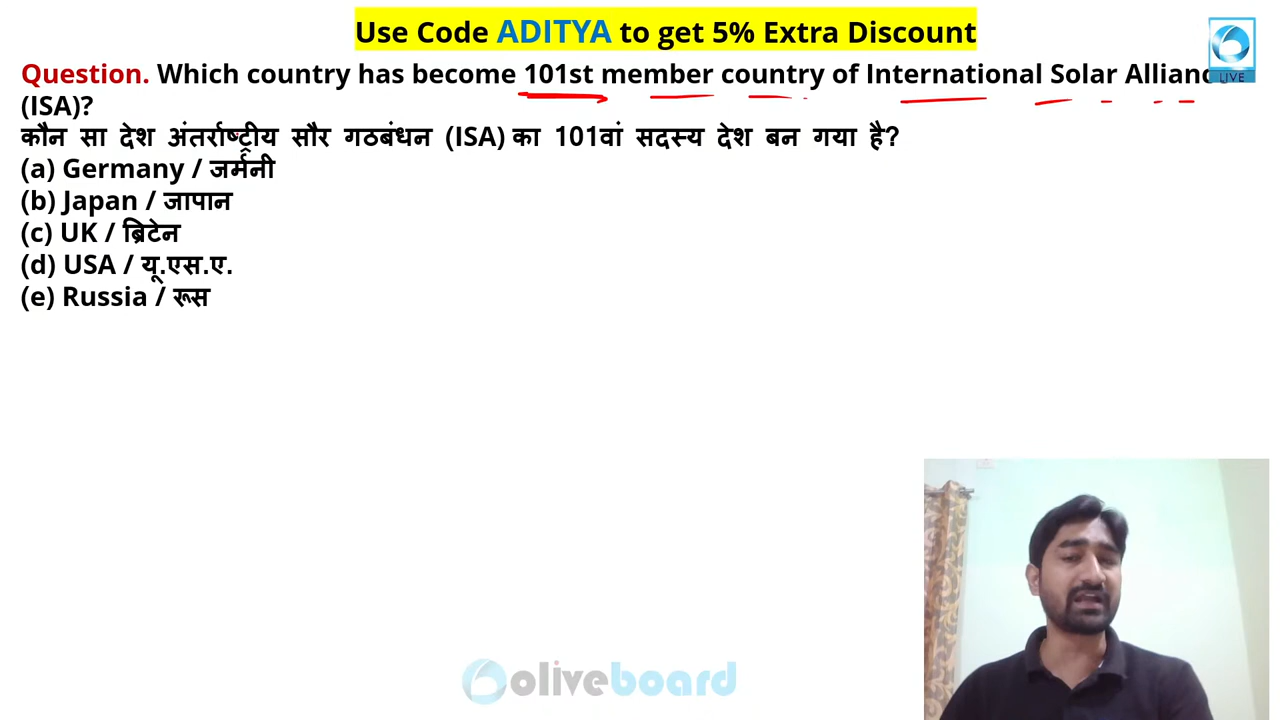 Use Code ADITYA to get 5% Extra Discount
Question. Which country has become 101st member country of International Solar Alliance
(ISA)?
कौन सा देश अंतर्राष्ट्रीय सौर गठबंधन (ISA) का 101वां सदस्य देश बन गया है?
(a) Germany / जर्मनी
(b) Japan / जापान
(c) UK / ब्रिटेन
(d) USA / यू.एस.ए.
(e) Russia / रूस
LIVE
oliveboard